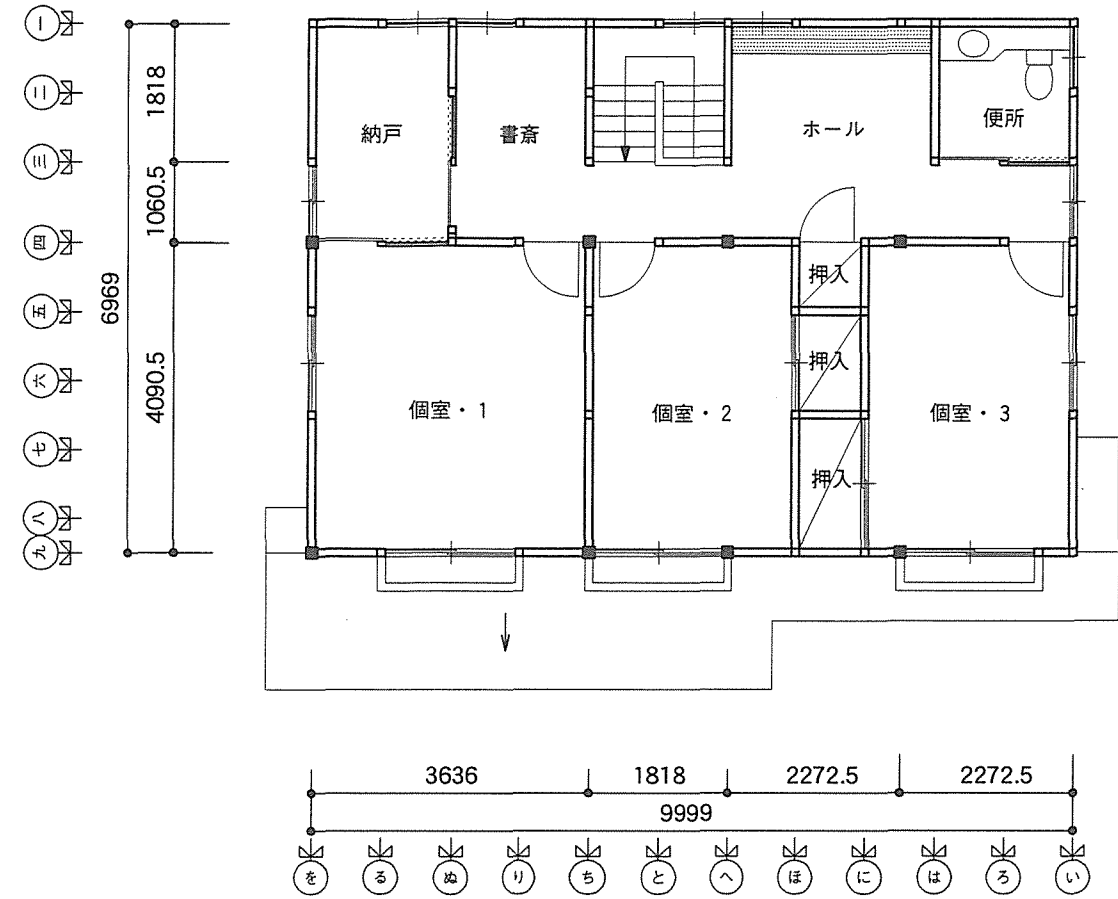 一
二
三
四
五
六
七
八
九
1818
1060.5
4090.5
6969
納戸
書斎
ホール
便所
押入
押入
押入
個室・1
個室・2
個室・3
3636
1818
2272.5
2272.5
9999
を
る
ぬ
り
ち
と
へ
ほ
に
は
ろ
い